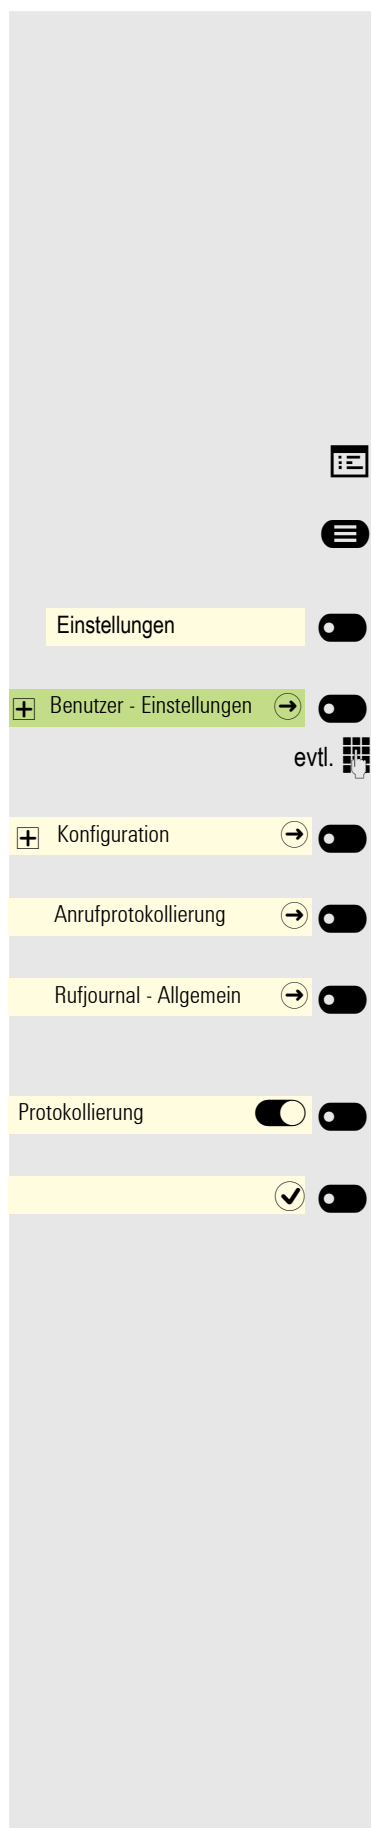 Einstellungen
Benutzer - Einstellungen
evtl.
Konfiguration
Anrufprotokollierung
Rufjournal - Allgemein
Protokollierung